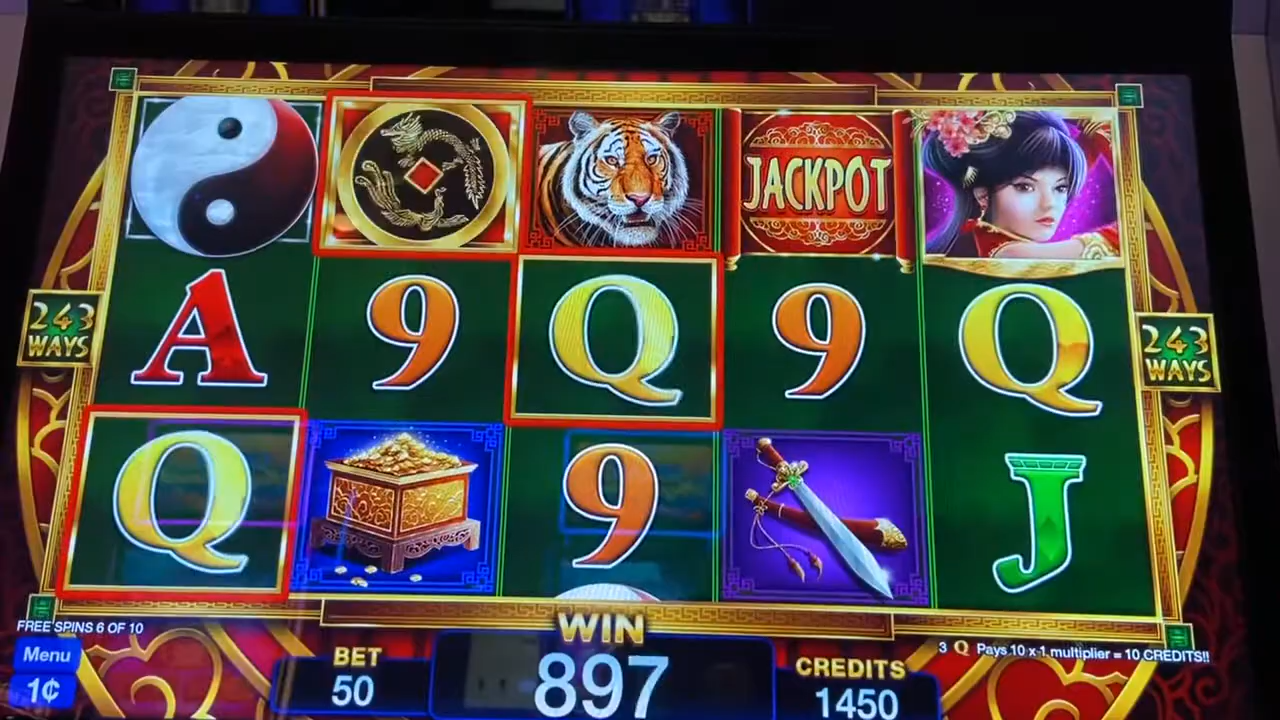 JACKPOT
A 9 Q 9 Q
243 WAYS
243 WAYS
Q 9 J
FREE SPINS 6 OF 10
WIN
3 Q Pays 10 x 1 multiplier = 10 CREDITS!!
Menu
BET
897
CREDITS
1¢
50
1450